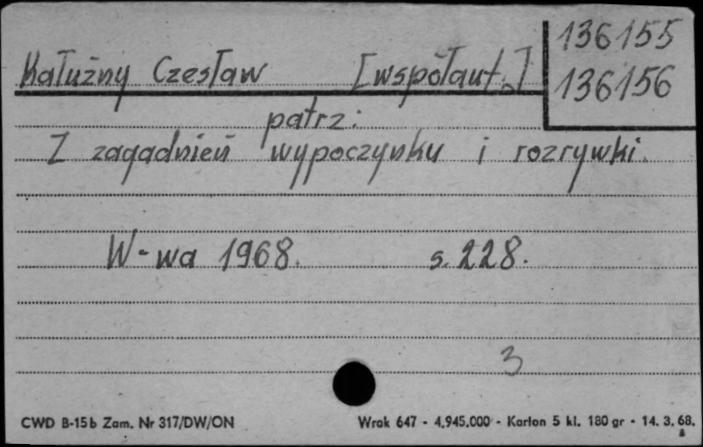 136155
Kałużny Czesław [współaut.]
136156
patrz:
Z zagadnień wypoczynku i rozrywki.
W-wa 1968. s. 228.
3
CWD B-15b Zam. Nr 317/DW/ON Wrak 647 - 4.945.000 - Karton 5 kl. 180 gr - 14. 3. 68.